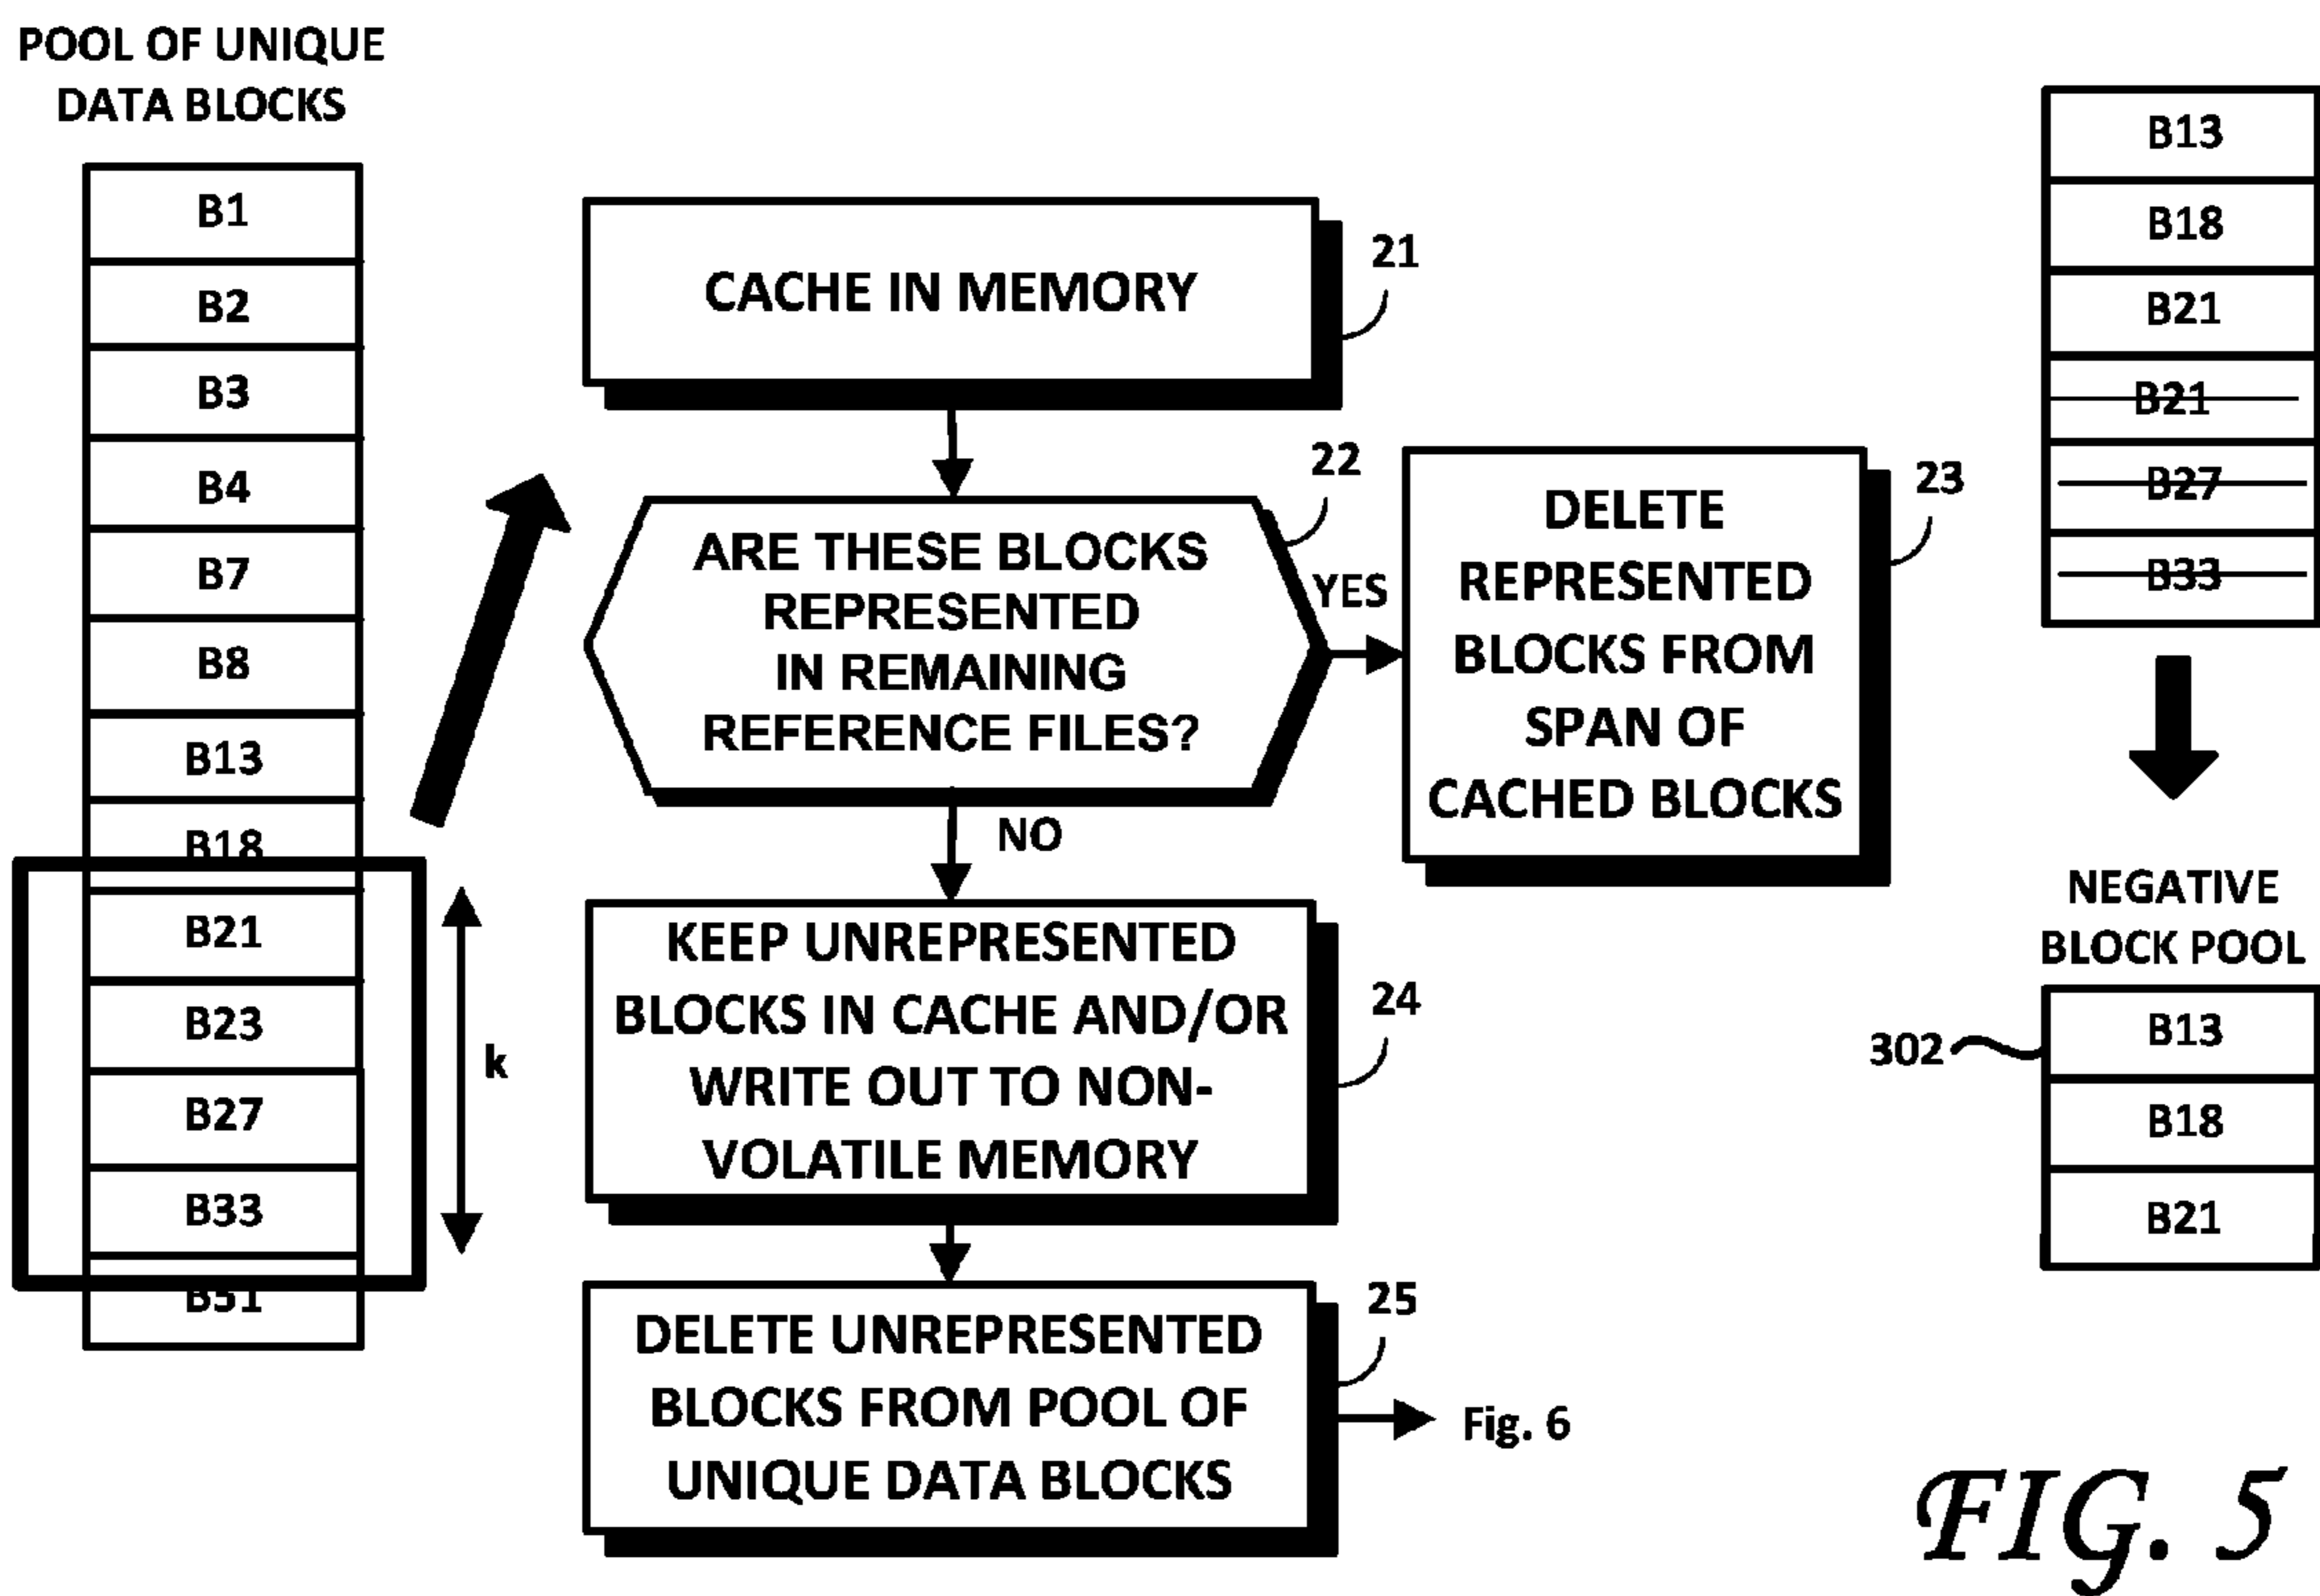 POOL OF UNIQUE
DATA BLOCKS
B1
B2
B3
B4
B7
B8
B13
B18
B21
B23
B27
B33
B51
k
CACHE IN MEMORY
21
ARE THESE BLOCKS
REPRESENTED
IN REMAINING
REFERENCE FILES?
22
YES
NO
DELETE
REPRESENTED
BLOCKS FROM
SPAN OF
CACHED BLOCKS
23
KEEP UNREPRESENTED
BLOCKS IN CACHE AND/OR
WRITE OUT TO NON-
VOLATILE MEMORY
24
DELETE UNREPRESENTED
BLOCKS FROM POOL OF
UNIQUE DATA BLOCKS
25
Fig. 6
B13
B18
B21
B21
B27
B33
NEGATIVE
BLOCK POOL
302
B13
B18
B21
FIG. 5